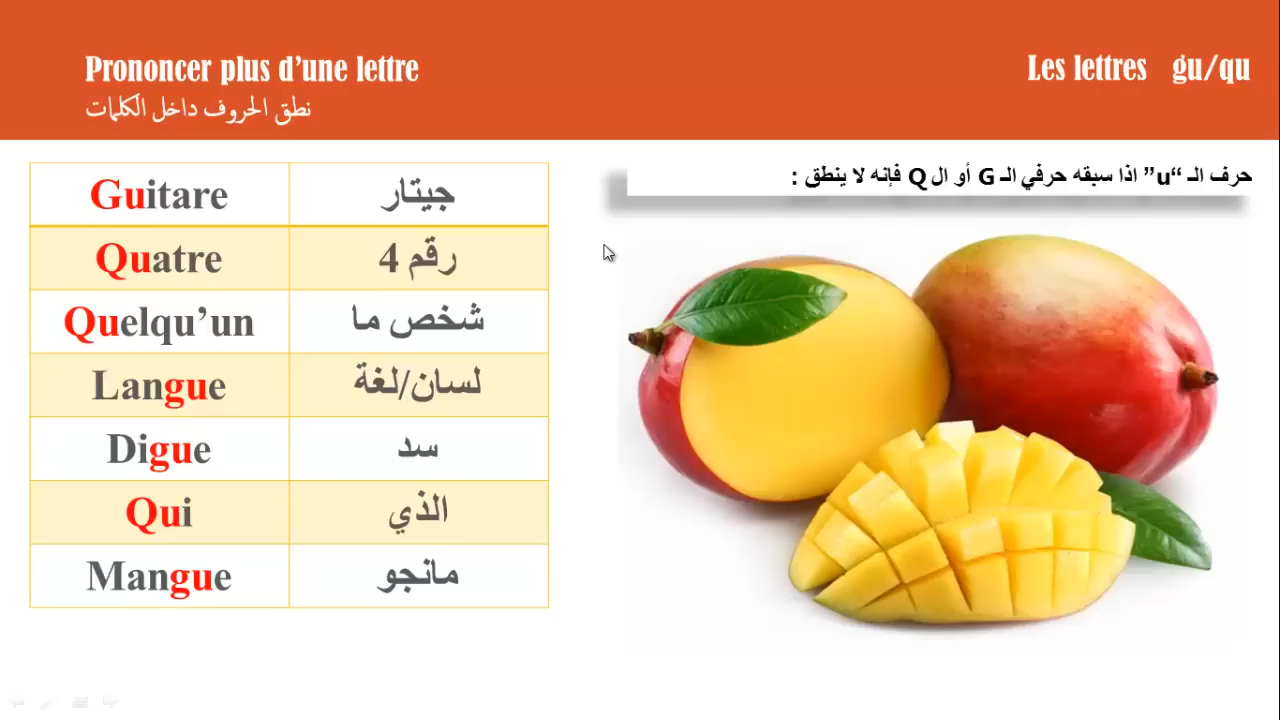 Prononcer plus d’une lettre
نطق الحروف داخل الكلمات
Les lettres gu/qu
حرف الـ “u” اذا سبقه حرفي الـ G أو ال Q فإنه لا ينطق :
Guitare جيتار
Quatre رقم 4
Quelqu’un شخص ما
Langue لسان/لغة
Digue سد
Qui الذي
Mangue مانجو